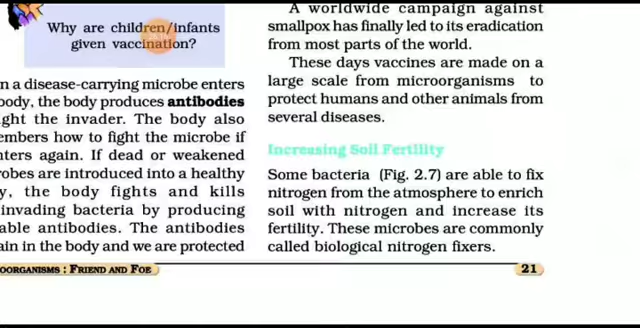 Why are children/infants
given vaccination?
n a disease-carrying microbe enters
body, the body produces antibodies
ght the invader. The body also
embers how to fight the microbe if
nters again. If dead or weakened
robes are introduced into a healthy
y, the body fights and kills
invading bacteria by producing
able antibodies. The antibodies
ain in the body and we are protected
A worldwide campaign against
smallpox has finally led to its eradication
from most parts of the world.
These days vaccines are made on a
large scale from microorganisms to
protect humans and other animals from
several diseases.
Increasing Soil Fertility
Some bacteria (Fig. 2.7) are able to fix
nitrogen from the atmosphere to enrich
soil with nitrogen and increase its
fertility. These microbes are commonly
called biological nitrogen fixers.
OORGANISMS : FRIEND AND FOE
21